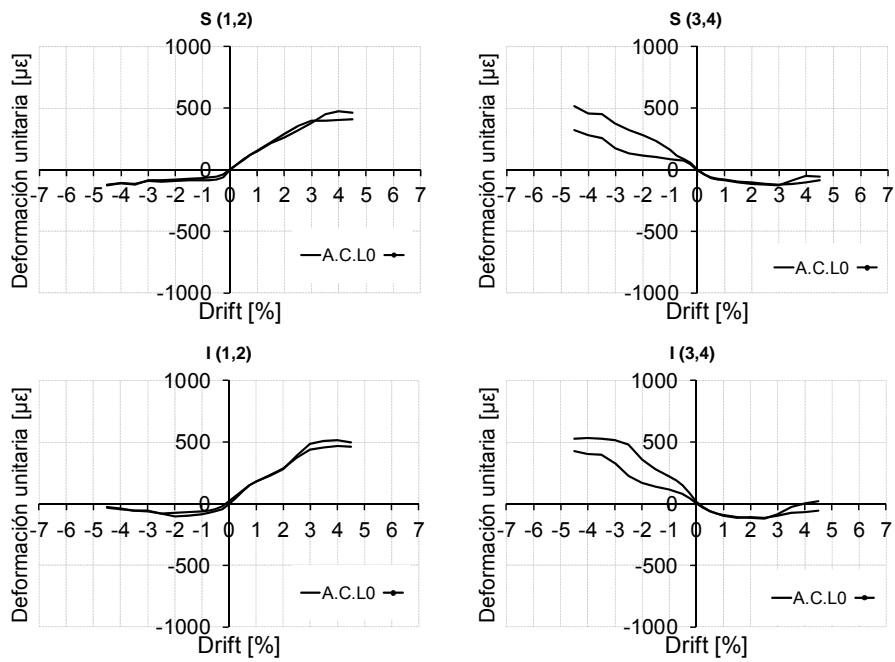 S (1,2)
1000
500
0
-500
-1000
-7 -6 -5 -4 -3 -2 -1 0 1 2 3 4 5 6 7
Deformación unitaria [µε]
Drift [%]
A.C.L0
S (3,4)
1000
500
0
-500
-1000
-7 -6 -5 -4 -3 -2 -1 0 1 2 3 4 5 6 7
Deformación unitaria [µε]
Drift [%]
A.C.L0
I (1,2)
1000
500
0
-500
-1000
-7 -6 -5 -4 -3 -2 -1 0 1 2 3 4 5 6 7
Deformación unitaria [µε]
Drift [%]
A.C.L0
I (3,4)
1000
500
0
-500
-1000
-7 -6 -5 -4 -3 -2 -1 0 1 2 3 4 5 6 7
Deformación unitaria [µε]
Drift [%]
A.C.L0